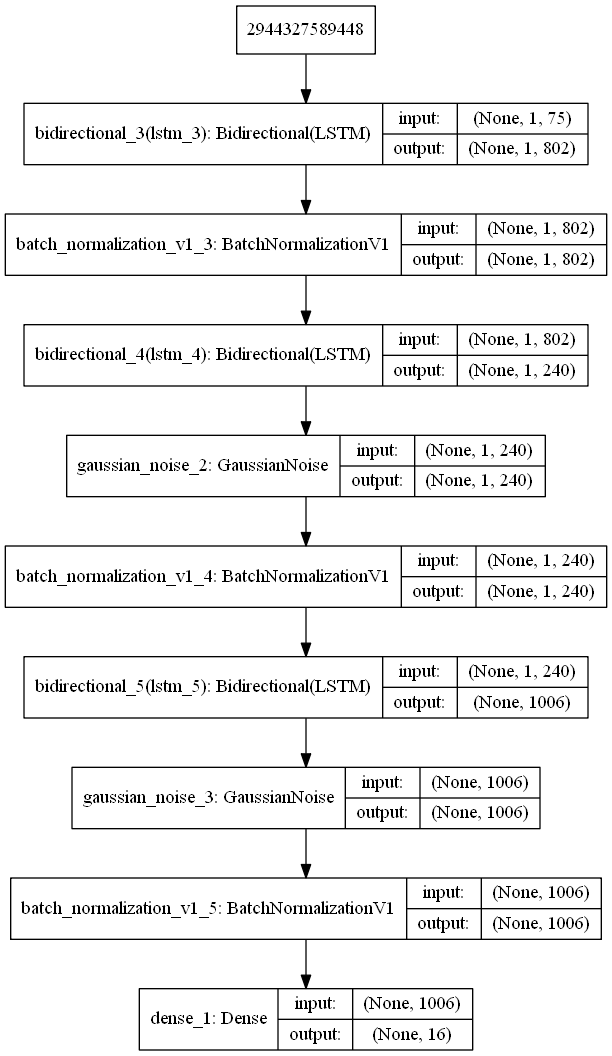 2944327589448
bidirectional_3(lstm_3): Bidirectional(LSTM)
input:
(None, 1, 75)
output:
(None, 1, 802)
batch_normalization_v1_3: BatchNormalizationV1
input:
(None, 1, 802)
output:
(None, 1, 802)
bidirectional_4(lstm_4): Bidirectional(LSTM)
input:
(None, 1, 802)
output:
(None, 1, 240)
gaussian_noise_2: GaussianNoise
input:
(None, 1, 240)
output:
(None, 1, 240)
batch_normalization_v1_4: BatchNormalizationV1
input:
(None, 1, 240)
output:
(None, 1, 240)
bidirectional_5(lstm_5): Bidirectional(LSTM)
input:
(None, 1, 240)
output:
(None, 1006)
gaussian_noise_3: GaussianNoise
input:
(None, 1006)
output:
(None, 1006)
batch_normalization_v1_5: BatchNormalizationV1
input:
(None, 1006)
output:
(None, 1006)
dense_1: Dense
input:
(None, 1006)
output:
(None, 16)